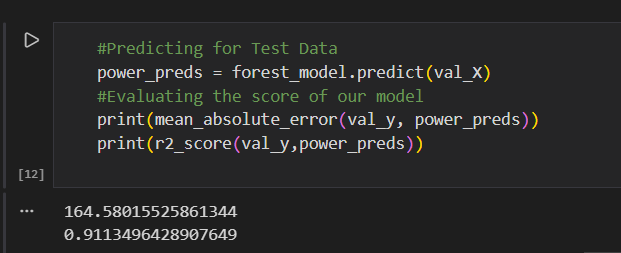 #Predicting for Test Data
power_preds = forest_model.predict(val_X)
#Evaluating the score of our model
print(mean_absolute_error(val_y, power_preds))
print(r2_score(val_y,power_preds))
[12]
... 164.58015525861344
0.9113496428907649